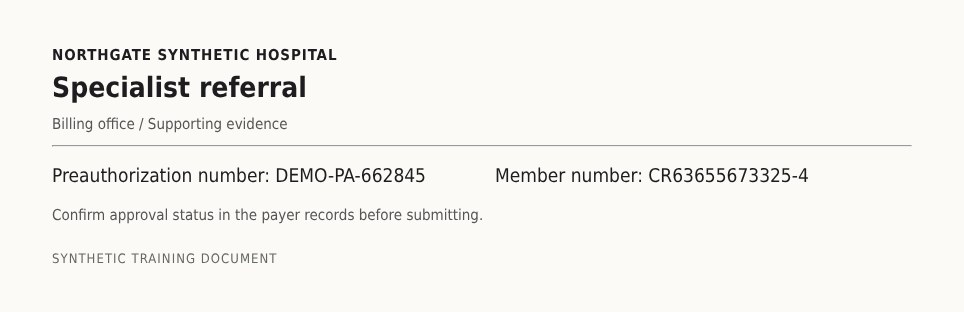 NORTHGATE SYNTHETIC HOSPITAL
Specialist referral
Billing office / Supporting evidence
Preauthorization number: DEMO-PA-662845 Member number: CR63655673325-4
Confirm approval status in the payer records before submitting.
SYNTHETIC TRAINING DOCUMENT